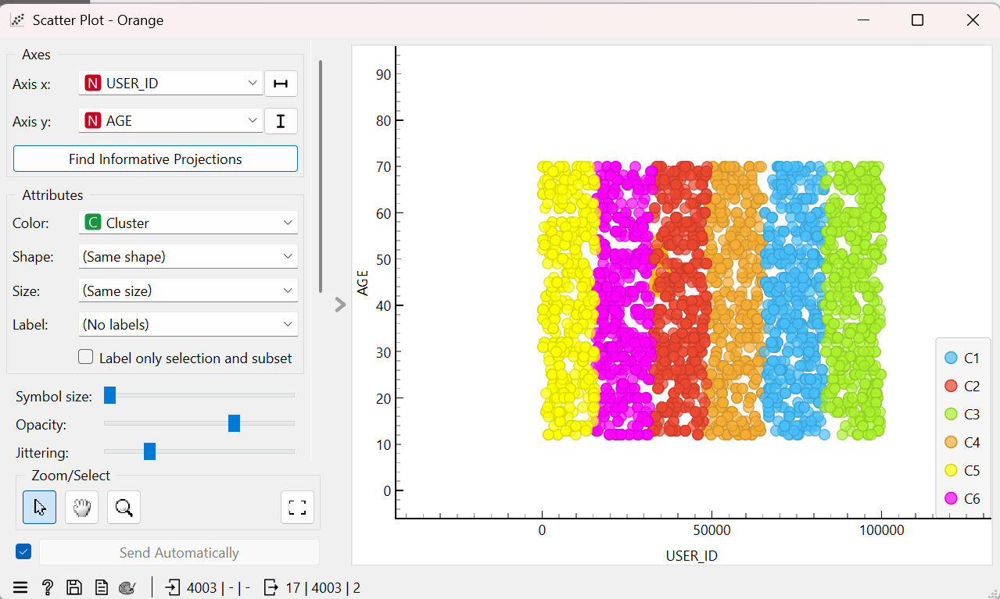 Scatter Plot - Orange
Axes
Axis x: N USER_ID
Axis y: N AGE
Find Informative Projections
Attributes
Color: C Cluster
Shape: (Same shape)
Size: (Same size)
Label: (No labels)
Label only selection and subset
Symbol size:
Opacity:
Jittering:
Zoom/Select
Send Automatically
4003 | - | - 17 | 4003 | 2
90
80
70
60
50
40
30
20
10
0
AGE
0 50000 100000
USER_ID
C1
C2
C3
C4
C5
C6